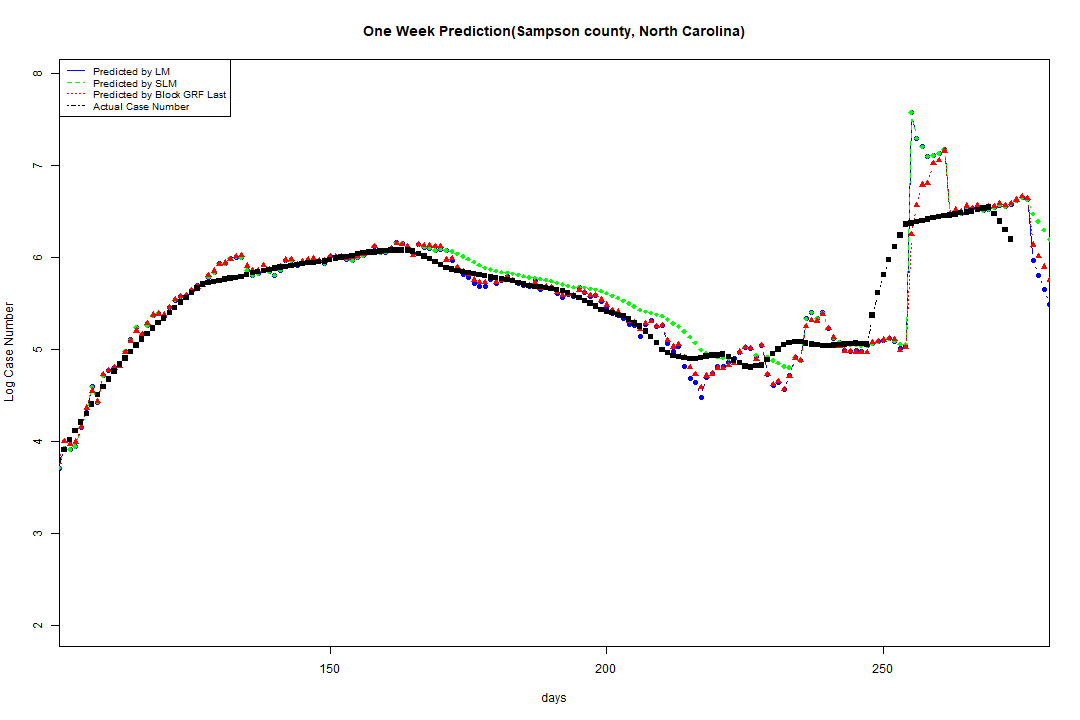 One Week Prediction(Sampson county, North Carolina)
Predicted by LM
Predicted by SLM
Predicted by Block GRF Last
Actual Case Number
8
7
6
5
4
3
2
Log Case Number
150
200
250
days